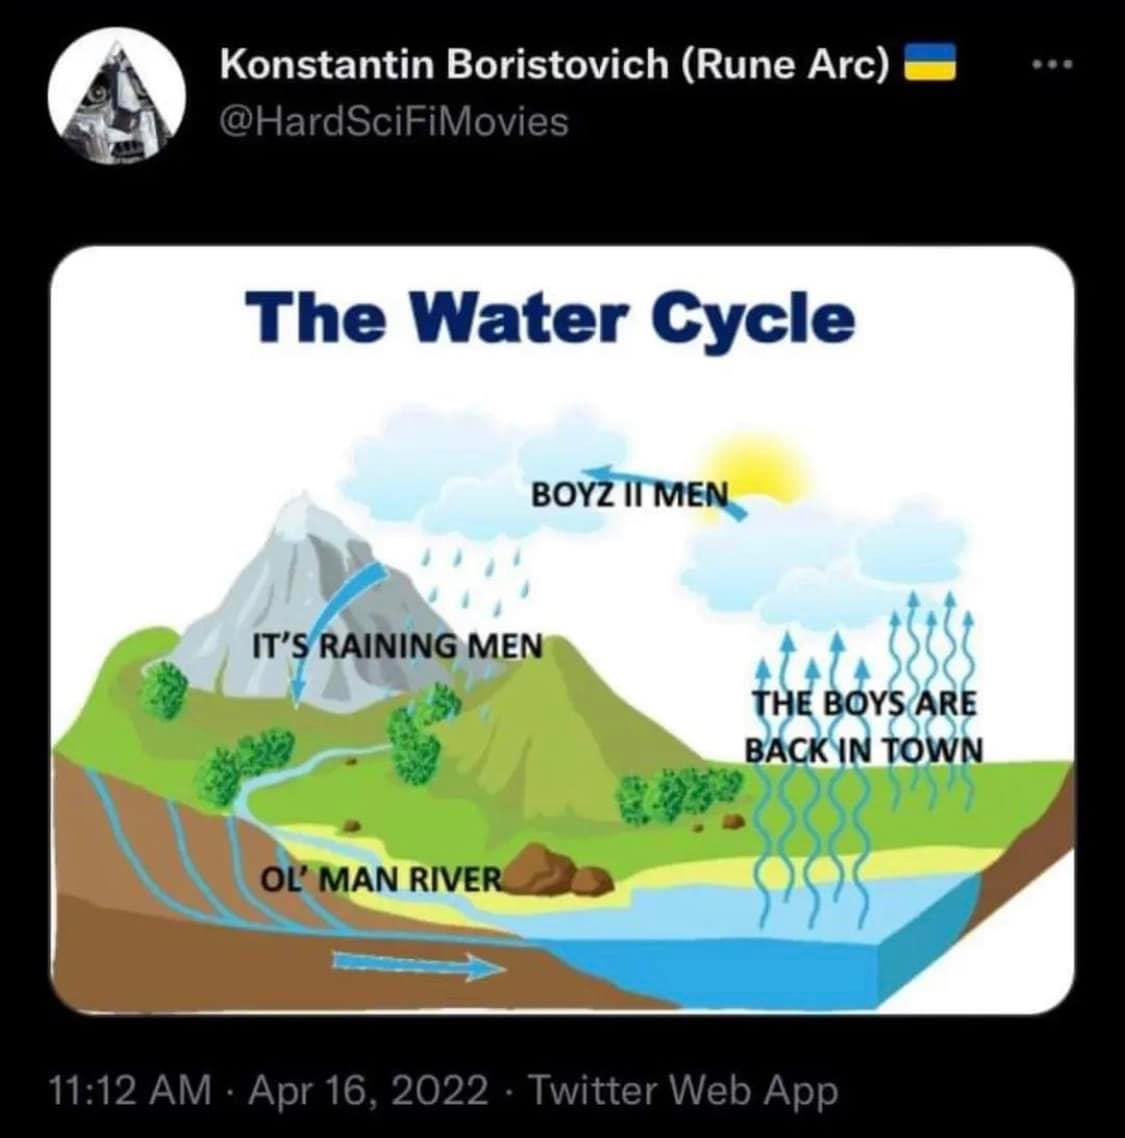 Konstantin Boristovich (Rune Arc)
@HardSciFiMovies
The Water Cycle
BOYZ II MEN
IT'S RAINING MEN
THE BOYS ARE
BACK IN TOWN
OL' MAN RIVER
11:12 AM · Apr 16, 2022 · Twitter Web App